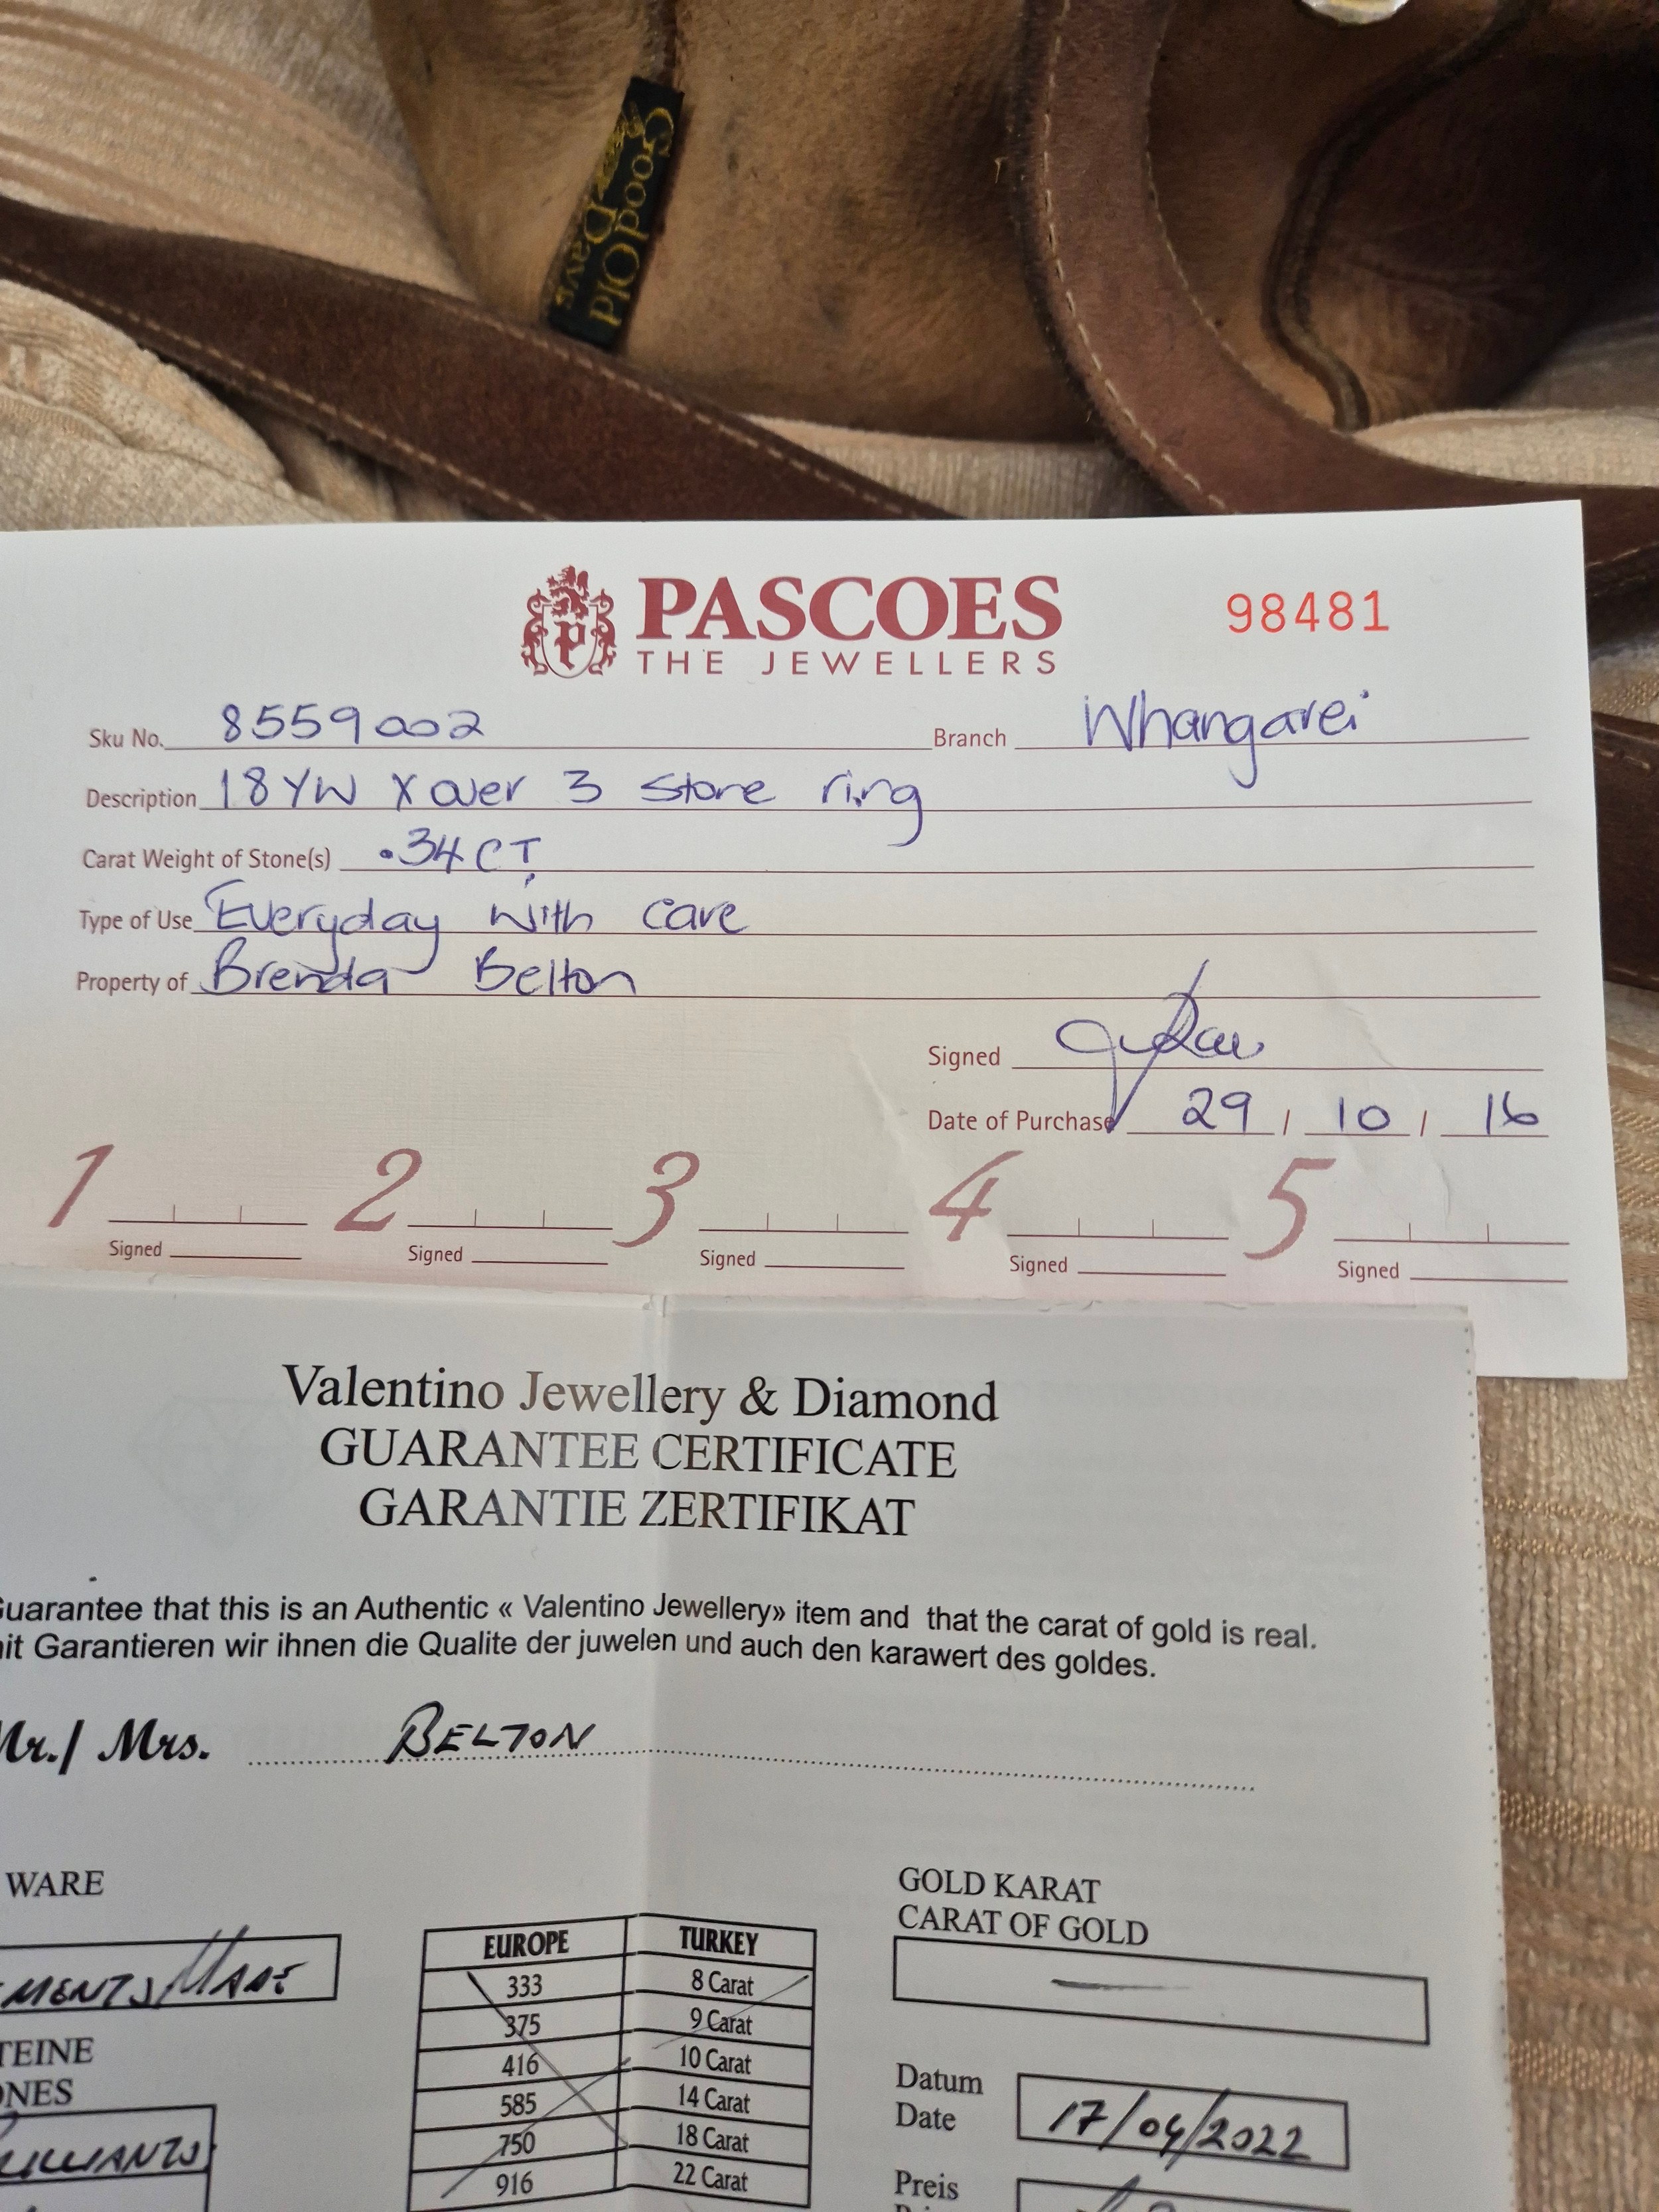 Good Old
Days
PASCOES
THE JEWELLERS
98481
Sku No. 8559002
Branch Whangarei
Description 18YW X over 3 stone ring
Carat Weight of Stone(s) .34 CT
Type of Use Everyday with care
Property of Brenda Belton
Signed
Date of Purchase 29 / 10 / 16
1 2 3 4 5
Signed Signed Signed Signed Signed
Valentino Jewellery & Diamond
GUARANTEE CERTIFICATE
GARANTIE ZERTIFIKAT
Guarantee that this is an Authentic « Valentino Jewellery» item and that the carat of gold is real.
mit Garantieren wir ihnen die Qualite der juwelen und auch den karawert des goldes.
Mr./ Mrs. BELTON
WARE
GOLD KARAT
CARAT OF GOLD
EUROPE TURKEY
333 8 Carat
375 9 Carat
416 10 Carat
585 14 Carat
750 18 Carat
916 22 Carat
TEINE
ONES
Datum
Date
17/04/2022
Preis